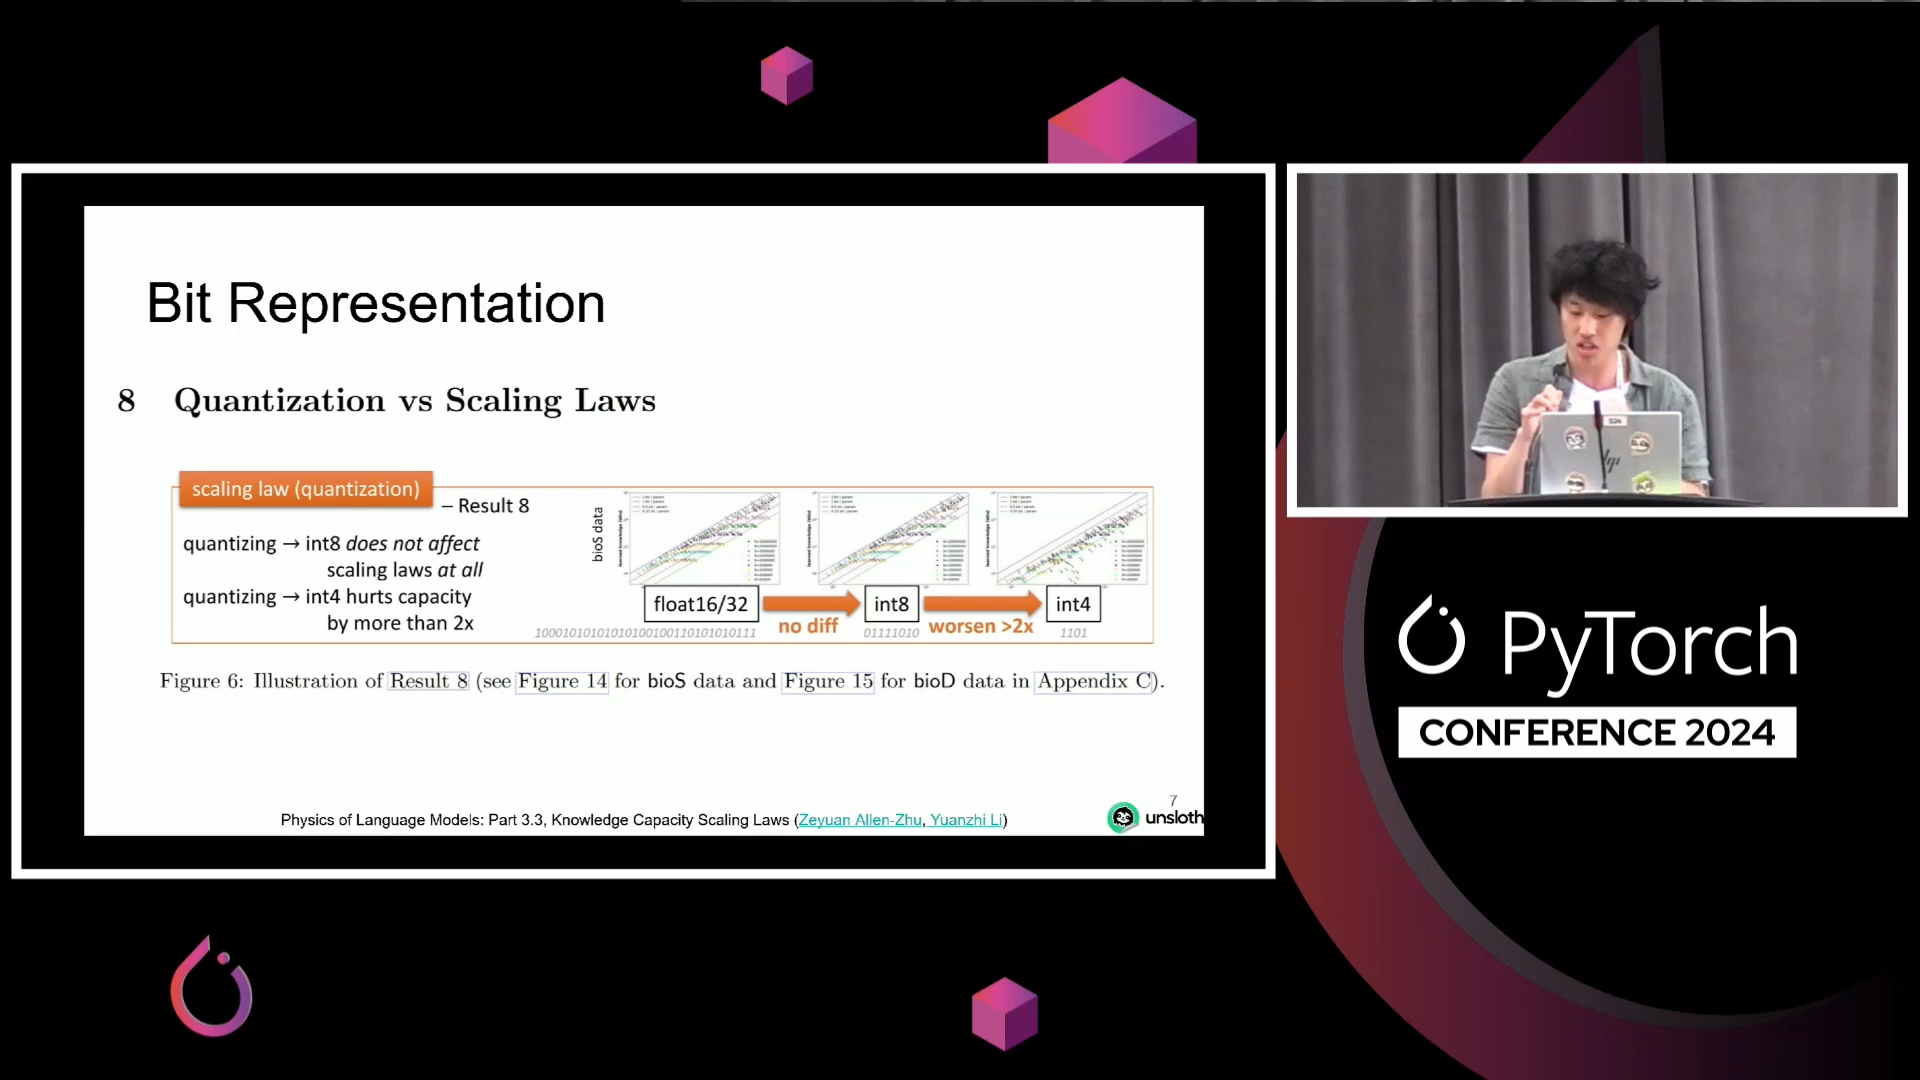 Bit Representation
8 Quantization vs Scaling Laws
scaling law (quantization)
– Result 8
quantizing → int8 does not affect
scaling laws at all
quantizing → int4 hurts capacity
by more than 2x
bioS data
float16/32
no diff
int8
worsen >2x
int4
01111010
1101
Figure 6: Illustration of Result 8 (see Figure 14 for bioS data and Figure 15 for bioD data in Appendix C).
Physics of Language Models: Part 3.3, Knowledge Capacity Scaling Laws (Zeyuan Allen-Zhu, Yuanzhi Li)
7
unsloth
hp
PyTorch
CONFERENCE 2024